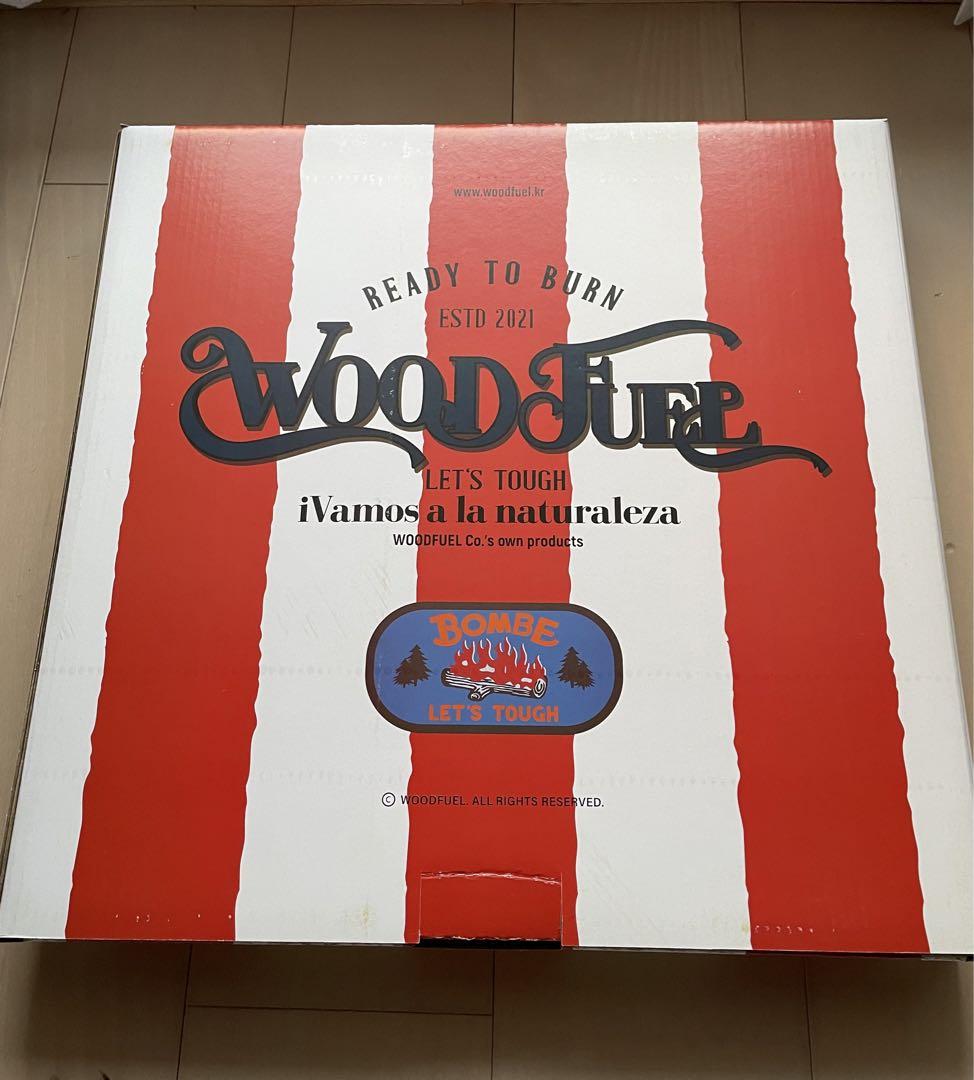 www.woodfuel.kr
READY TO BURN
ESTD 2021
WOODFUEL
LET'S TOUGH
¡Vamos a la naturaleza
WOODFUEL Co.'s own products
BOMBE
LET'S TOUGH
© WOODFUEL. ALL RIGHTS RESERVED.